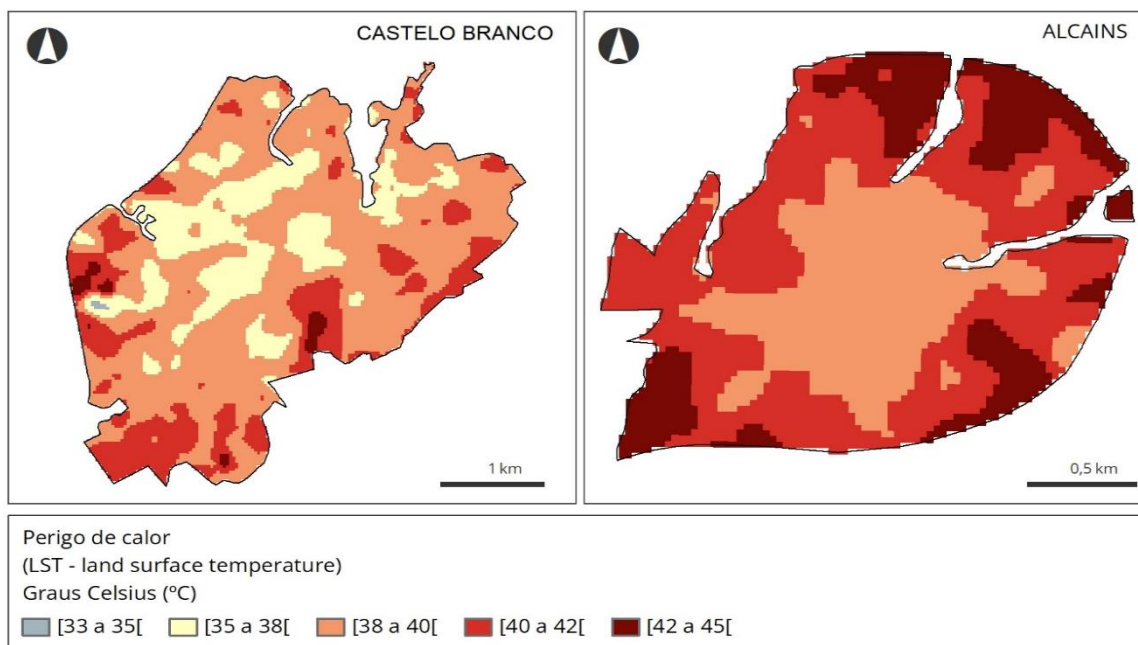 CASTELO BRANCO
1 km
ALCAINS
0,5 km
Perigo de calor
(LST - land surface temperature)
Graus Celsius (ºC)
[33 a 35[ [35 a 38[ [38 a 40[ [40 a 42[ [42 a 45[